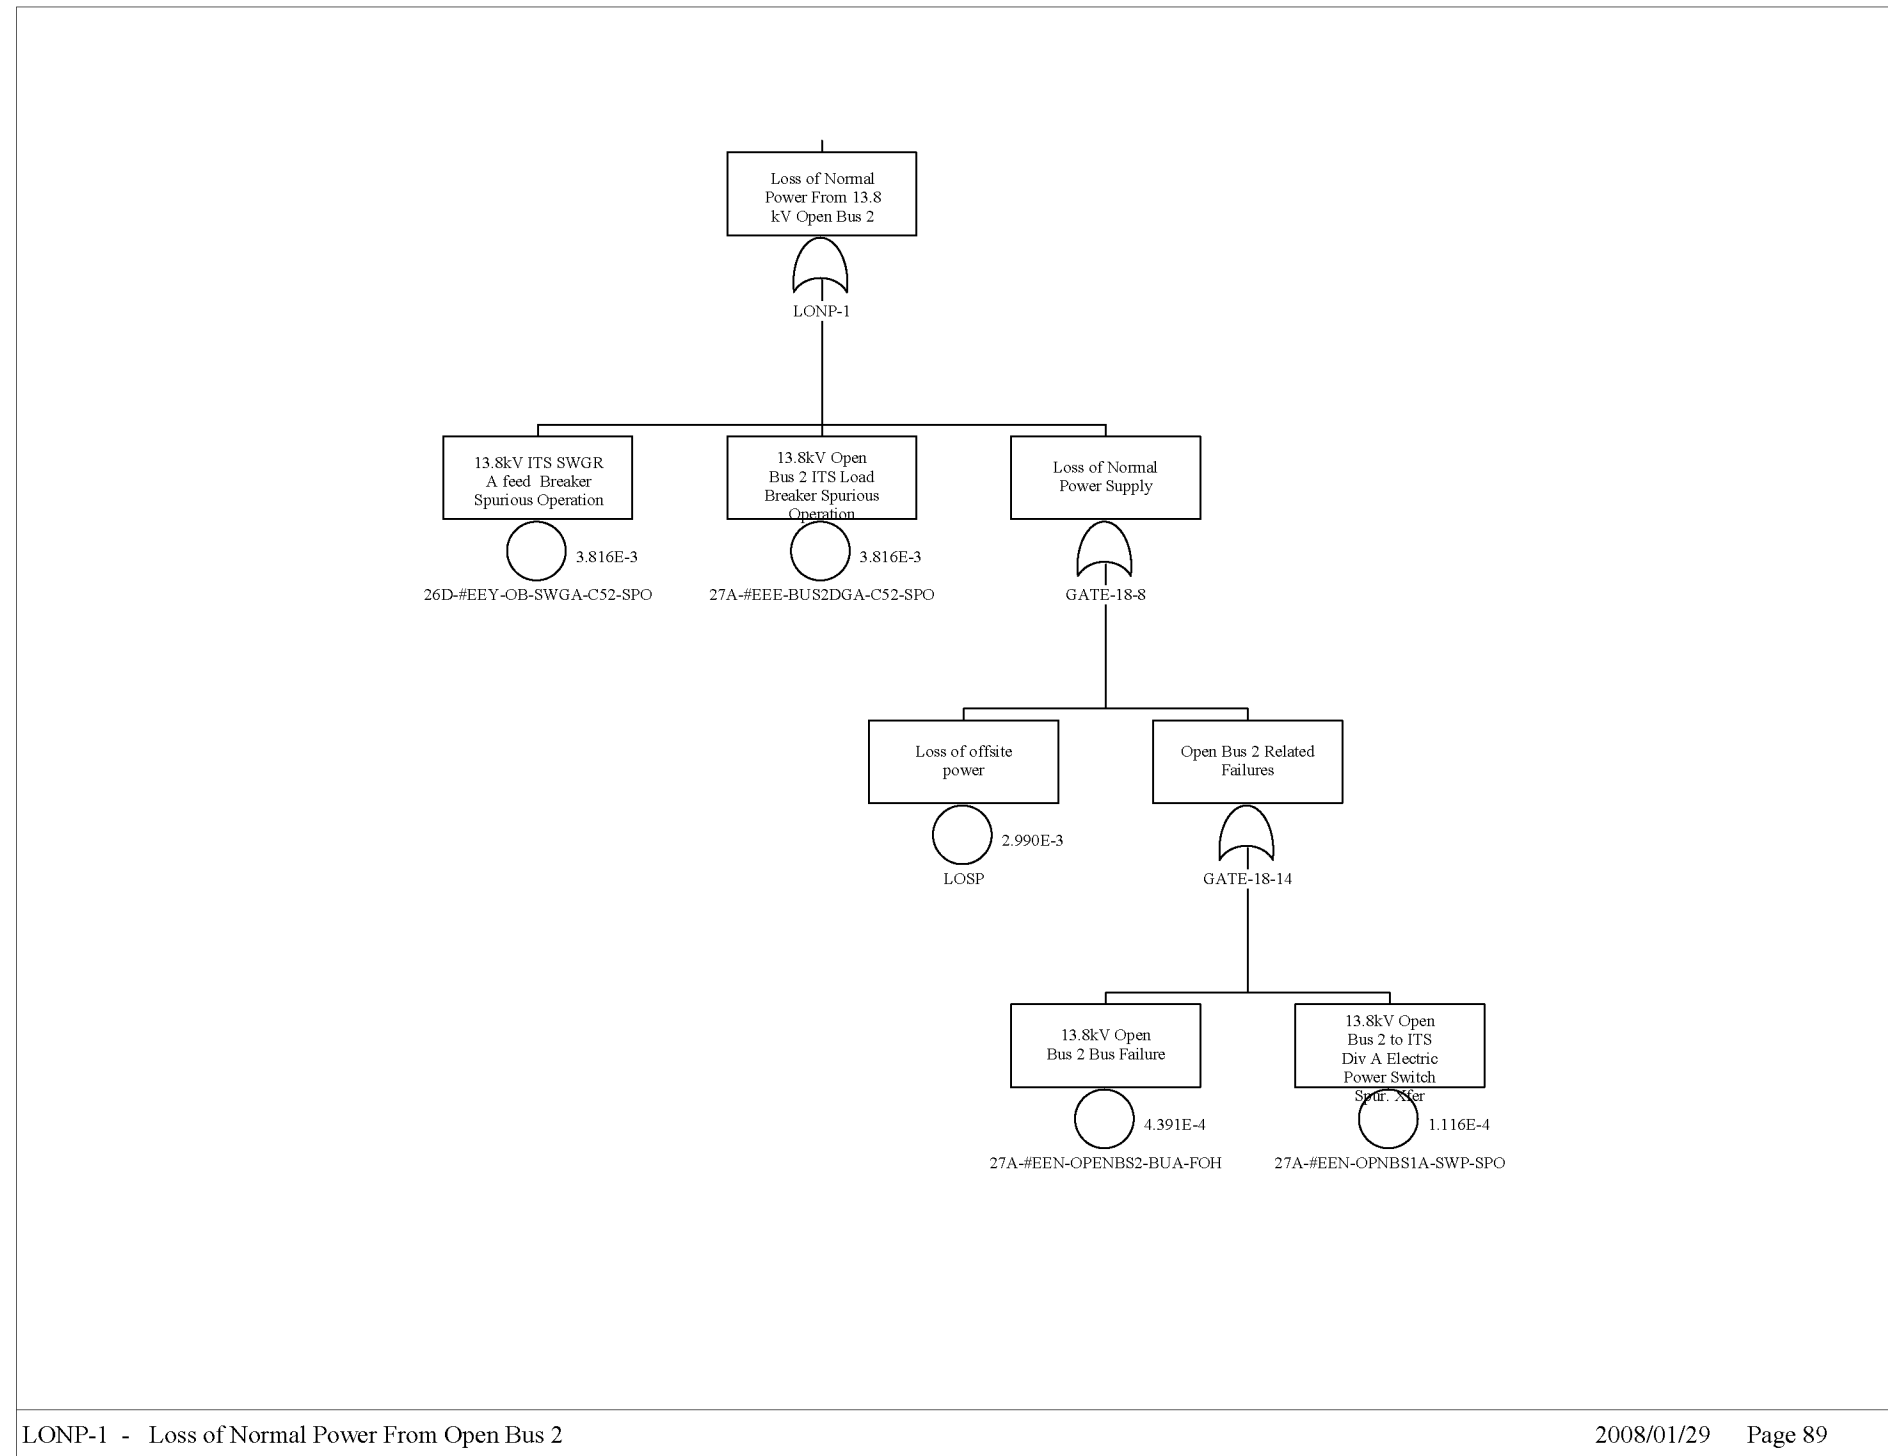 Loss of Normal
Power From 13.8
kV Open Bus 2
LONP-1
13.8kV ITS SWGR
A feed Breaker
Spurious Operation
3.816E-3
26D-#EEY-OB-SWGA-C52-SPO
13.8kV Open
Bus 2 ITS Load
Breaker Spurious
Operation
3.816E-3
27A-#EEE-BUS2DGA-C52-SPO
Loss of Normal
Power Supply
GATE-18-8
Loss of offsite
power
2.990E-3
LOSP
Open Bus 2 Related
Failures
GATE-18-14
13.8kV Open
Bus 2 Bus Failure
4.391E-4
27A-#EEN-OPENBS2-BUA-FOH
13.8kV Open
Bus 2 to ITS
Div A Electric
Power Switch
Spur. Xfer
1.116E-4
27A-#EEN-OPNBS1A-SWP-SPO
LONP-1 - Loss of Normal Power From Open Bus 2
2008/01/29 Page 89